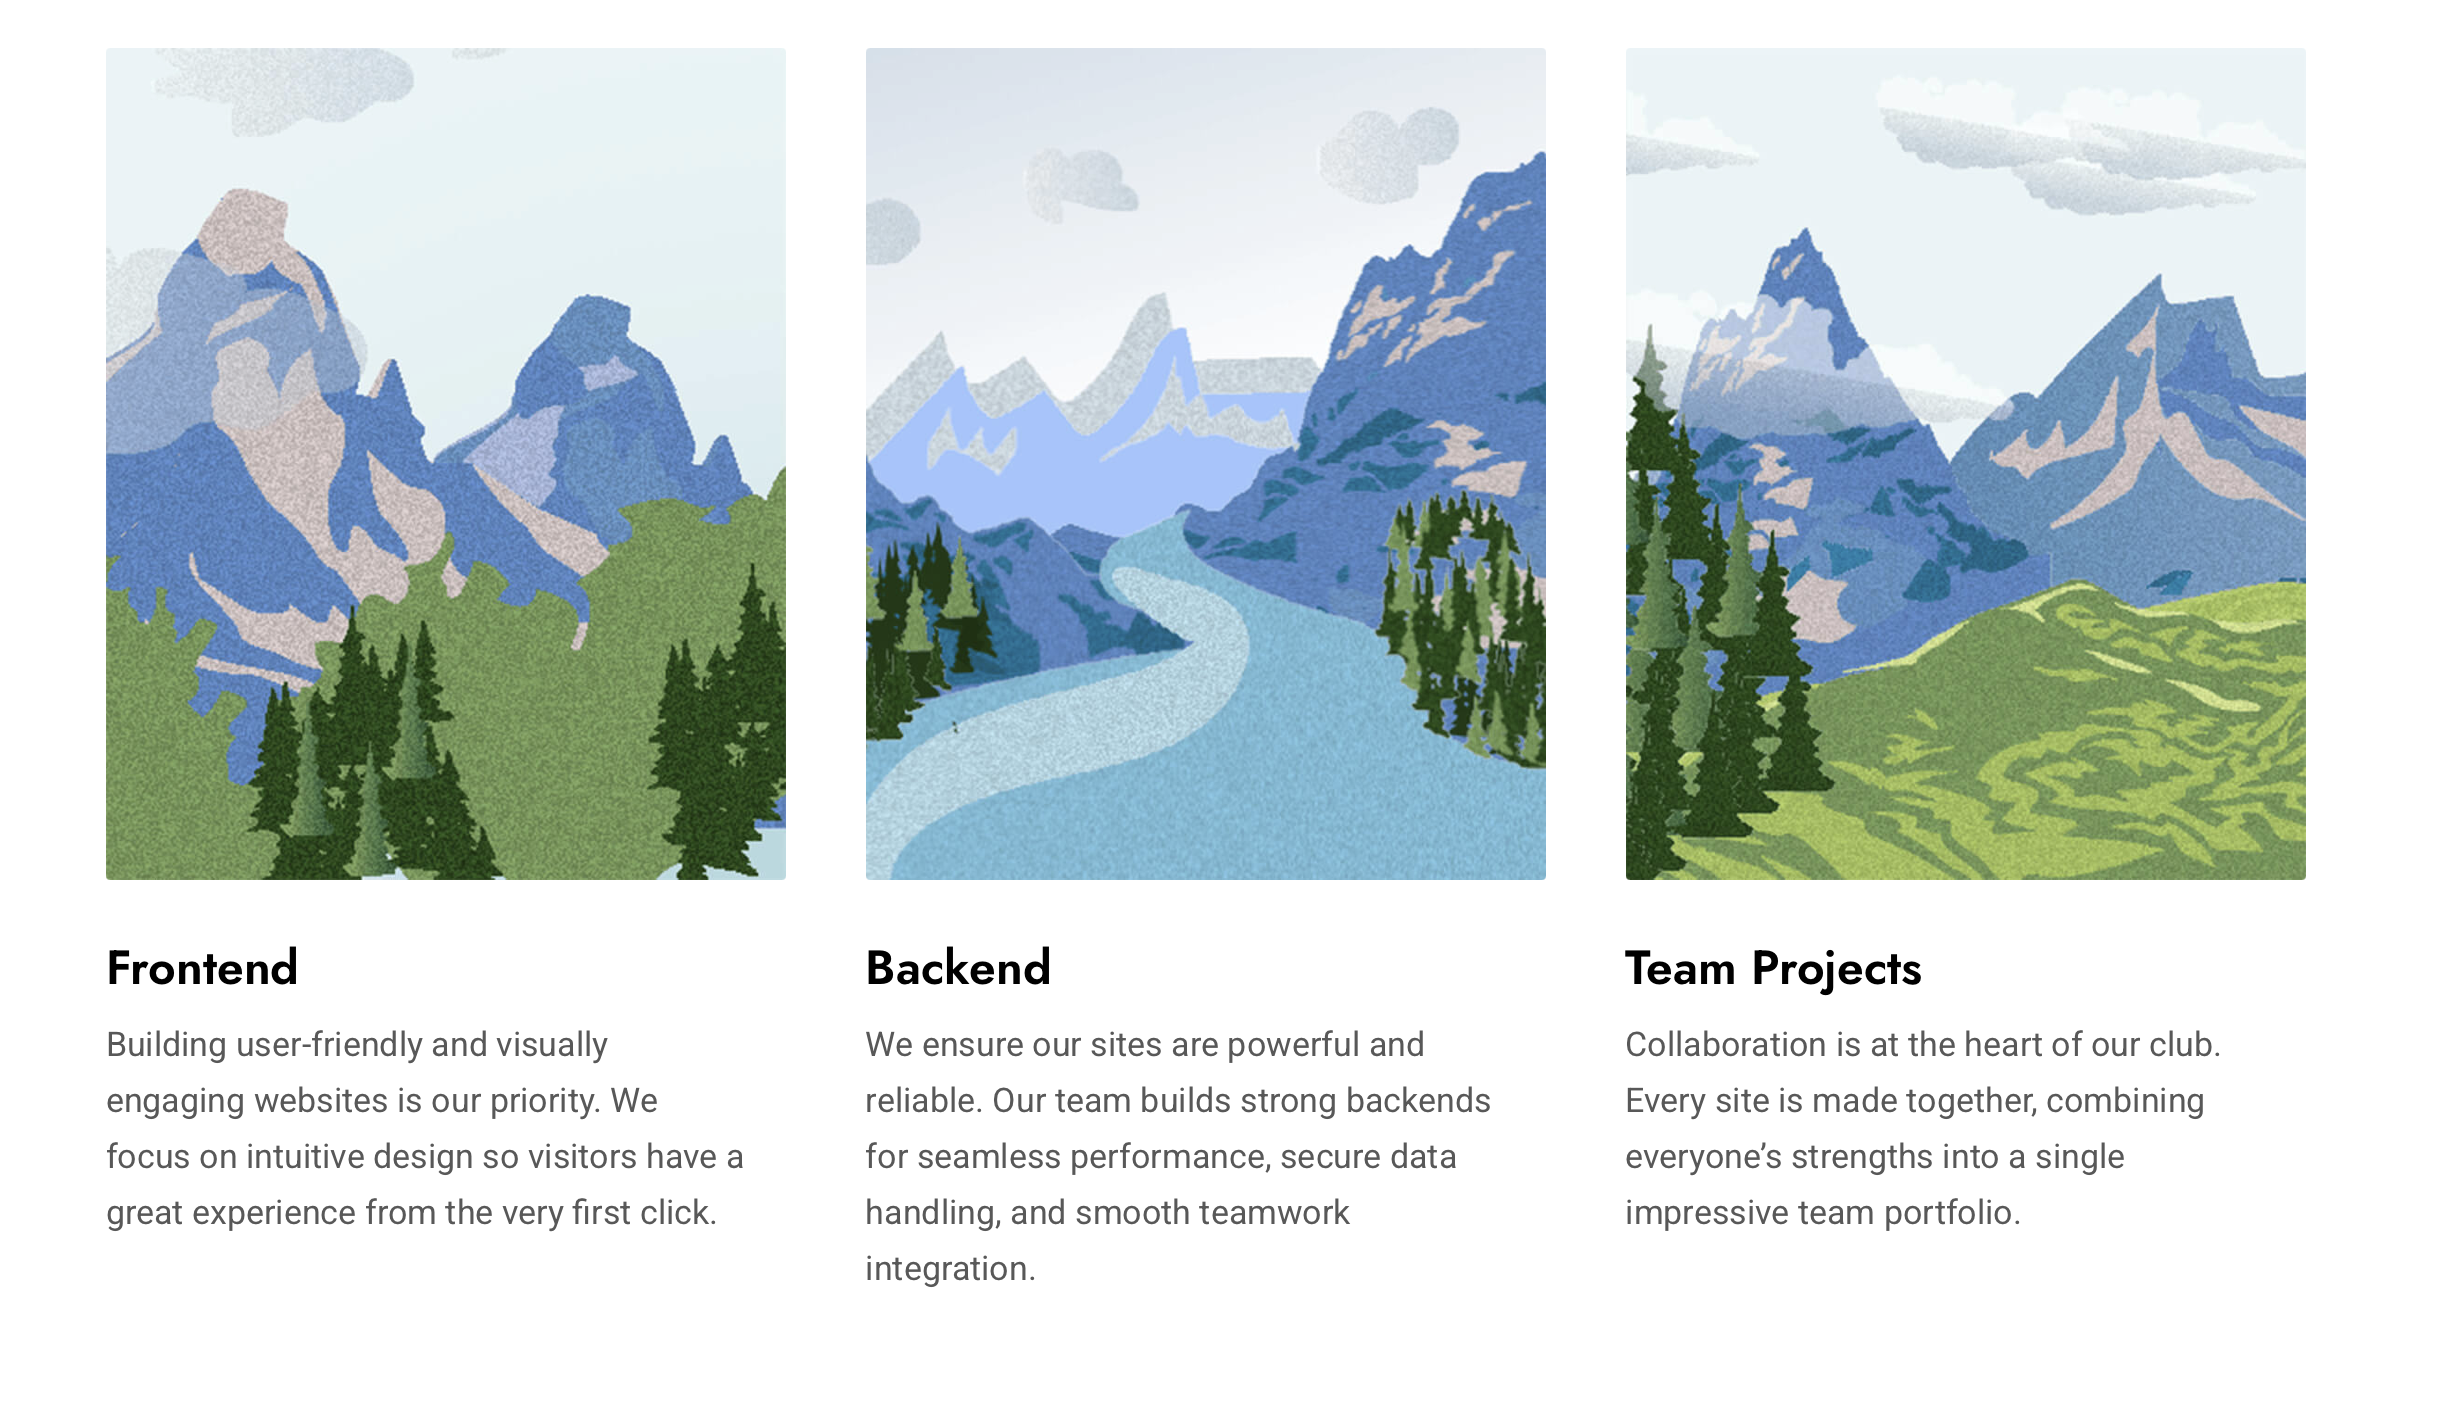 Frontend
Building user-friendly and visually
engaging websites is our priority. We
focus on intuitive design so visitors have a
great experience from the very first click.
Backend
We ensure our sites are powerful and
reliable. Our team builds strong backends
for seamless performance, secure data
handling, and smooth teamwork
integration.
Team Projects
Collaboration is at the heart of our club.
Every site is made together, combining
everyone’s strengths into a single
impressive team portfolio.